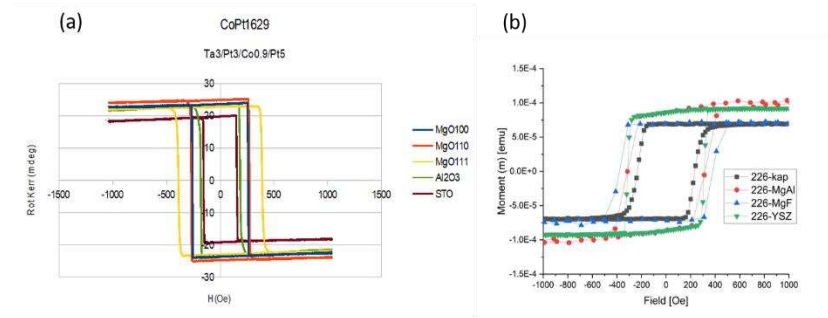 (a)
CoPt1629
Ta3/Pt3/Co0.9/Pt5
Rot Kerr (m deg)
30
20
10
0
-10
-20
-30
-1500
-1000
-500
0
500
1000
1500
H(Oe)
MgO100
MgO110
MgO111
Al2O3
STO
(b)
Moment (m) [emu]
1.5E-4
1.0E-4
5.0E-5
0.0E+0
-5.0E-5
-1.0E-4
-1.5E-4
-1000 -800 -600 -400 -200 0 200 400 600 800 1000
Field [Oe]
226-kap
226-MgAl
226-MgF
226-YSZ